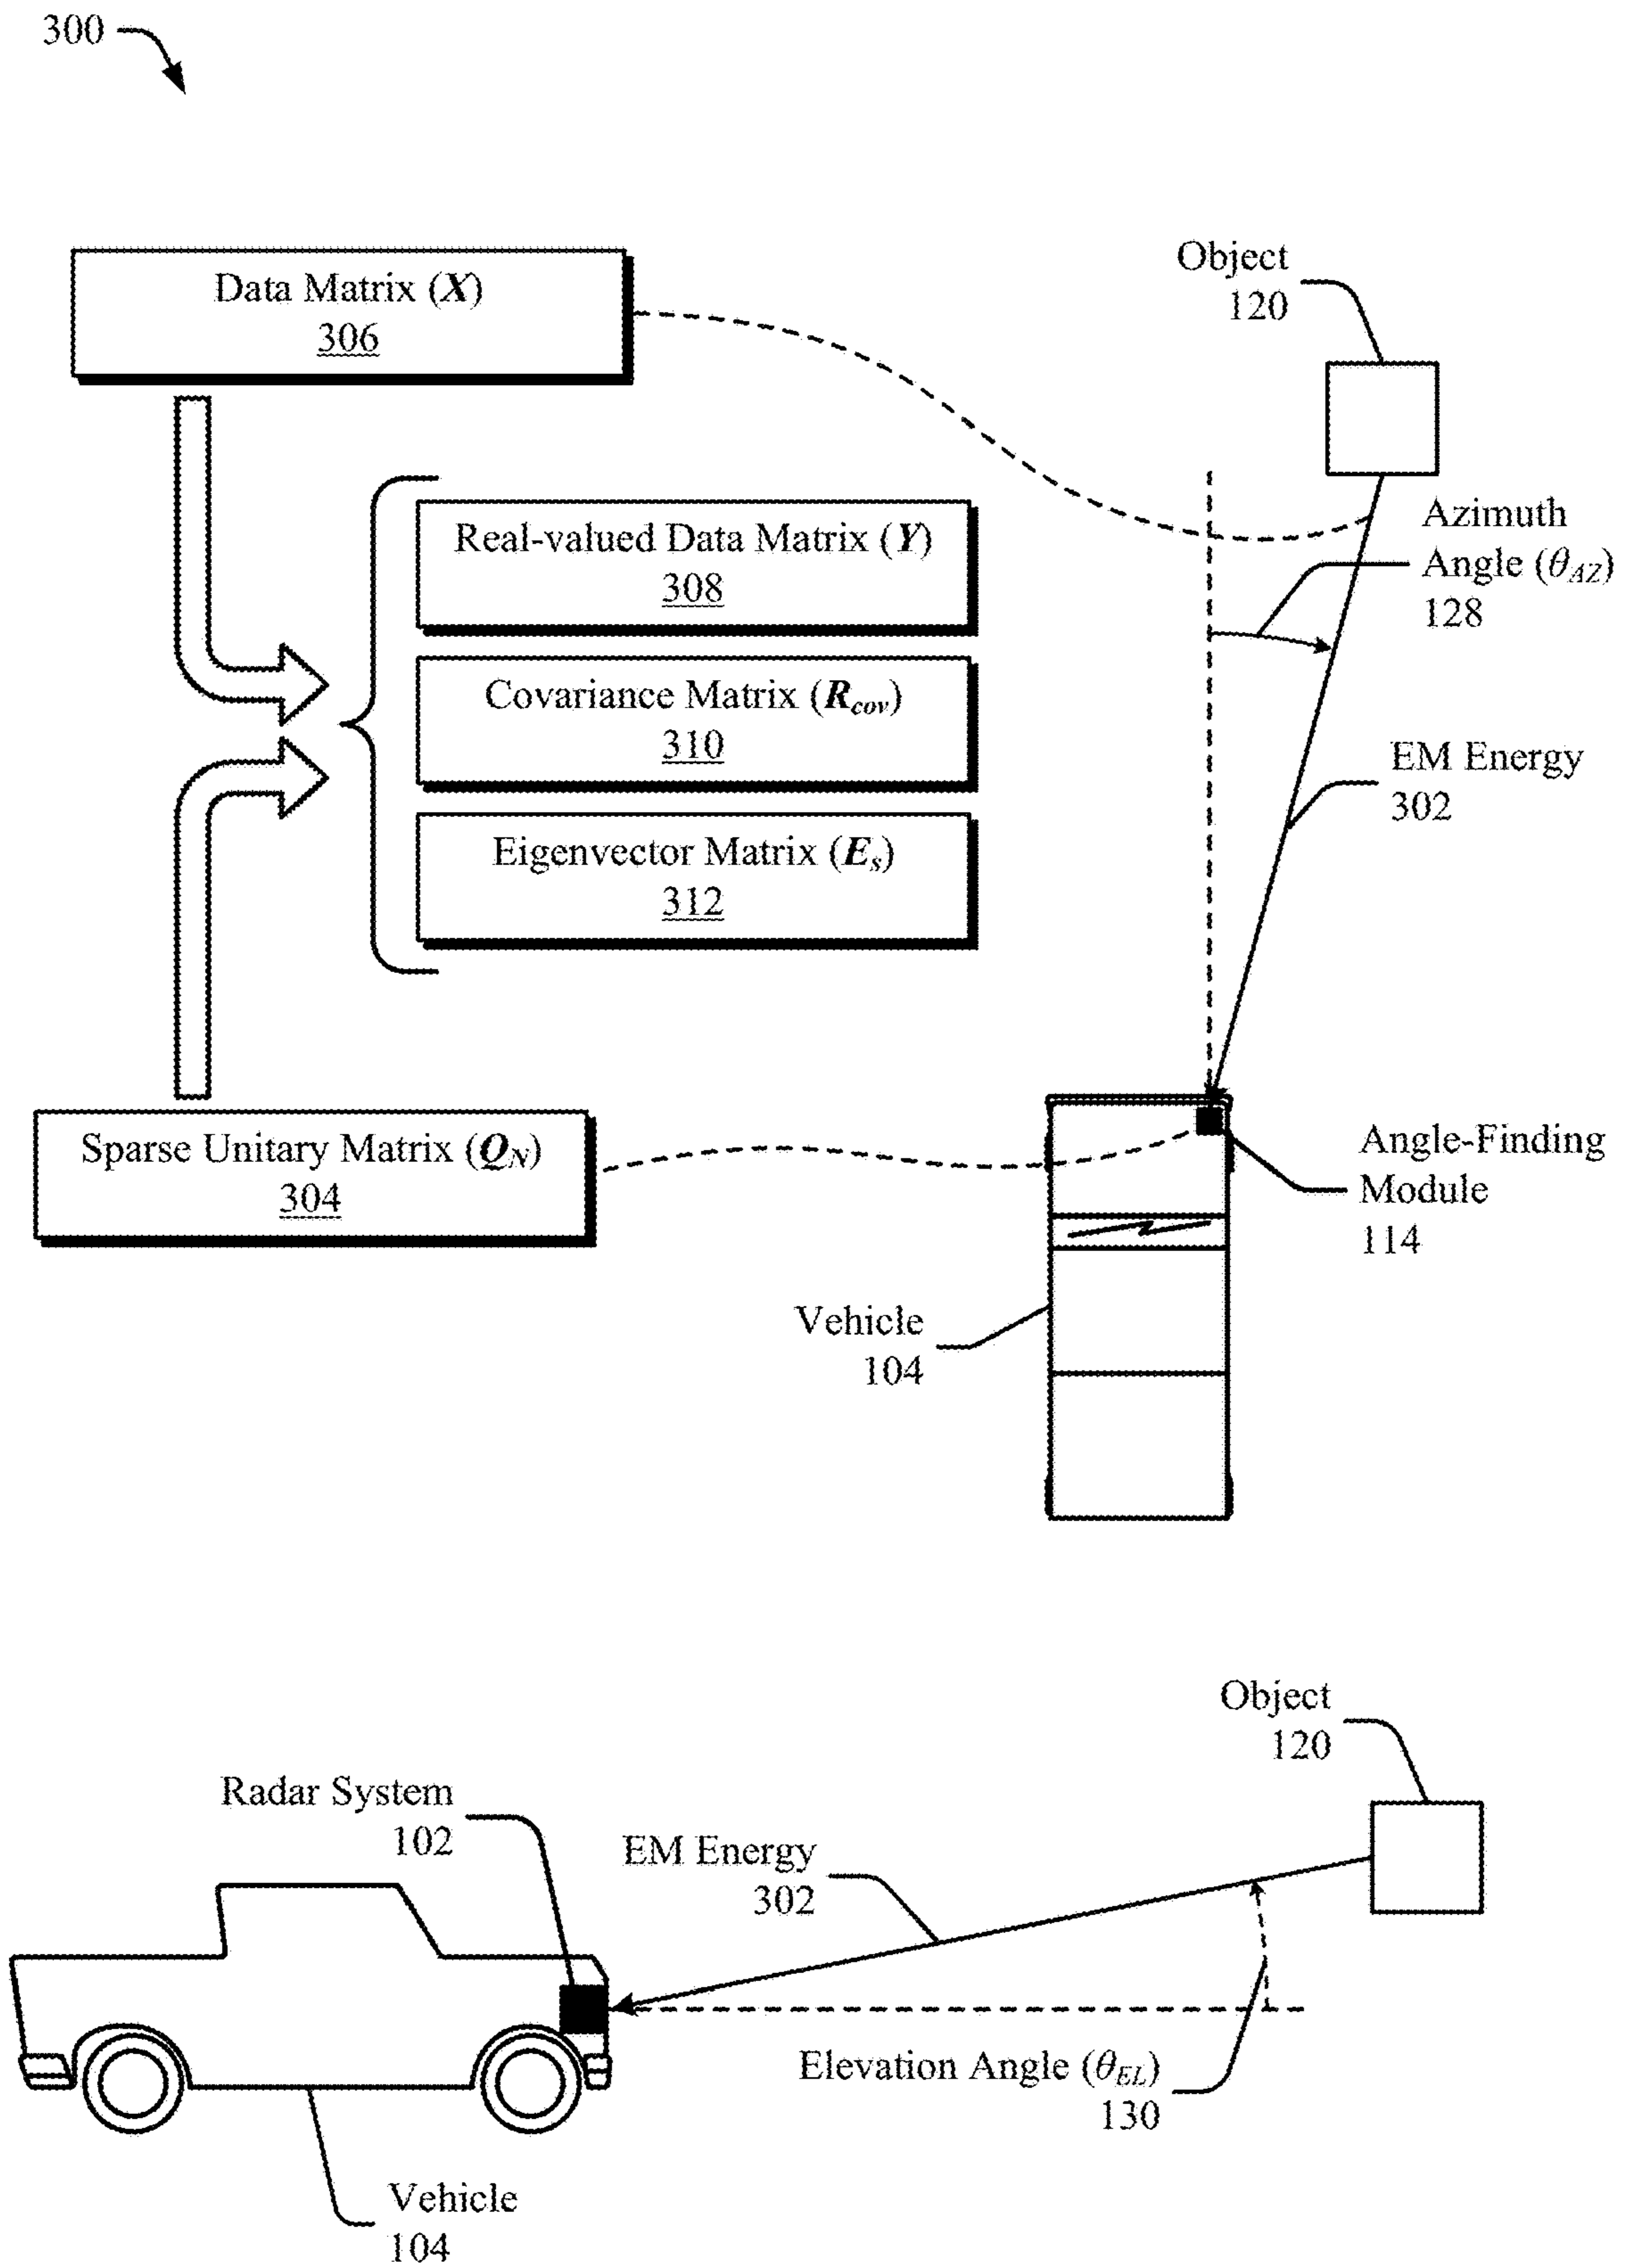 300
Data Matrix (X)
306
Object
120
Real-valued Data Matrix (Y)
308
Azimuth
Angle (θAZ)
128
Covariance Matrix (Rcov)
310
EM Energy
302
Eigenvector Matrix (Es)
312
Sparse Unitary Matrix (QN)
304
Angle-Finding
Module
114
Vehicle
104
Object
120
Radar System
102
EM Energy
302
Elevation Angle (θEL)
130
Vehicle
104